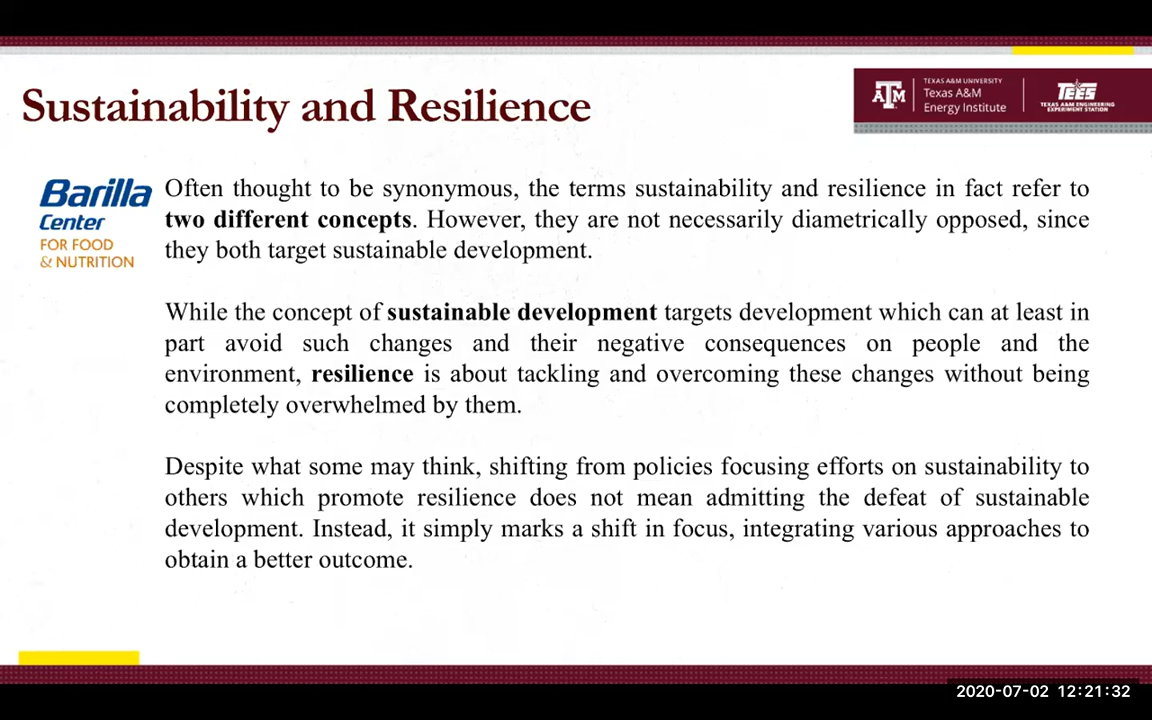 TEXAS A&M UNIVERSITY
Texas A&M
Energy Institute
TEES
TEXAS A&M ENGINEERING
EXPERIMENT STATION
Sustainability and Resilience
Barilla
Center
FOR FOOD
& NUTRITION
Often thought to be synonymous, the terms sustainability and resilience in fact refer to
two different concepts. However, they are not necessarily diametrically opposed, since
they both target sustainable development.
While the concept of sustainable development targets development which can at least in
part avoid such changes and their negative consequences on people and the
environment, resilience is about tackling and overcoming these changes without being
completely overwhelmed by them.
Despite what some may think, shifting from policies focusing efforts on sustainability to
others which promote resilience does not mean admitting the defeat of sustainable
development. Instead, it simply marks a shift in focus, integrating various approaches to
obtain a better outcome.
2020-07-02 12:21:32